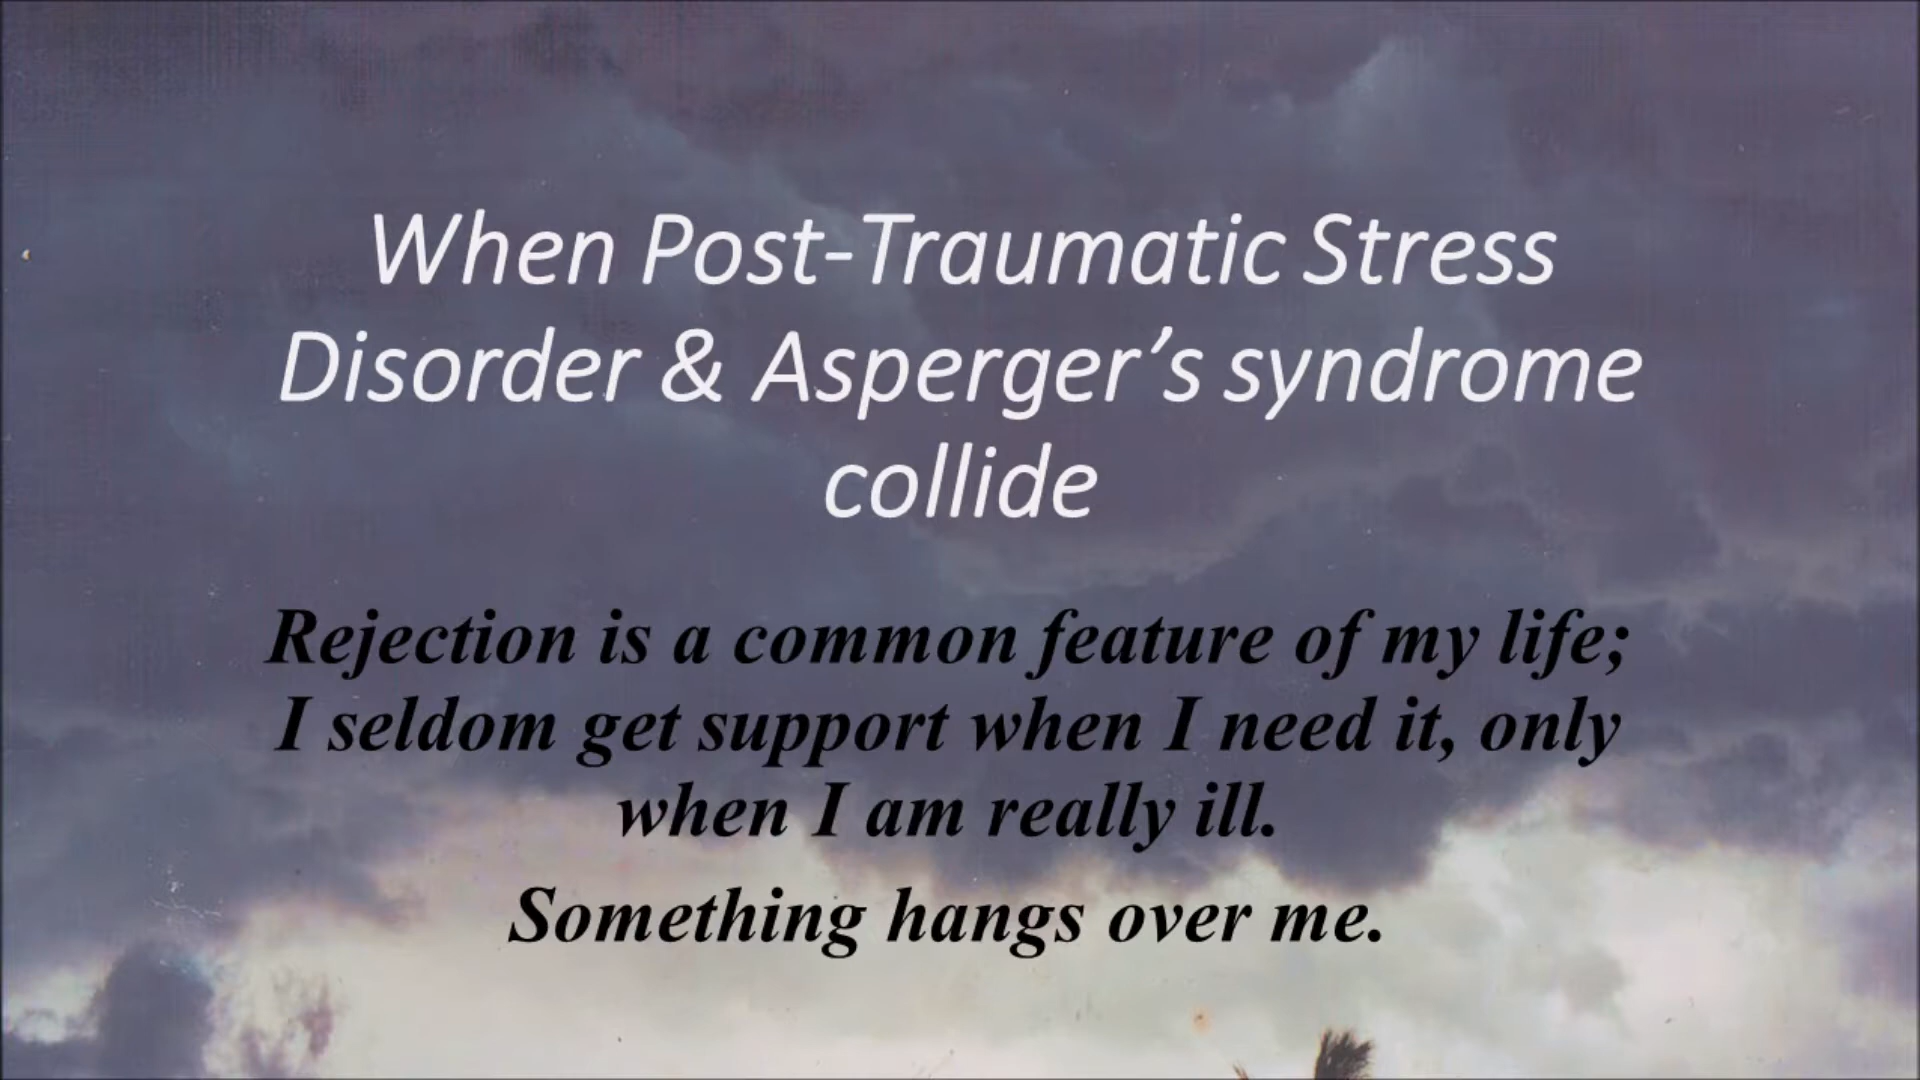 When Post-Traumatic Stress
Disorder & Asperger’s syndrome
collide
Rejection is a common feature of my life;
I seldom get support when I need it, only
when I am really ill.
Something hangs over me.